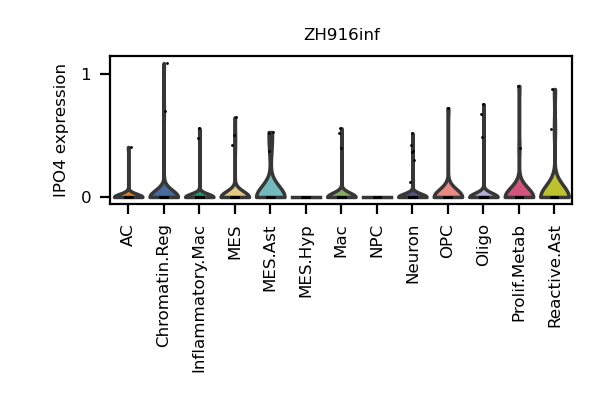 ZH916inf
IPO4 expression
1
0
AC
Chromatin.Reg
Inflammatory.Mac
MES
MES.Ast
MES.Hyp
Mac
NPC
Neuron
OPC
Oligo
Prolif.Metab
Reactive.Ast